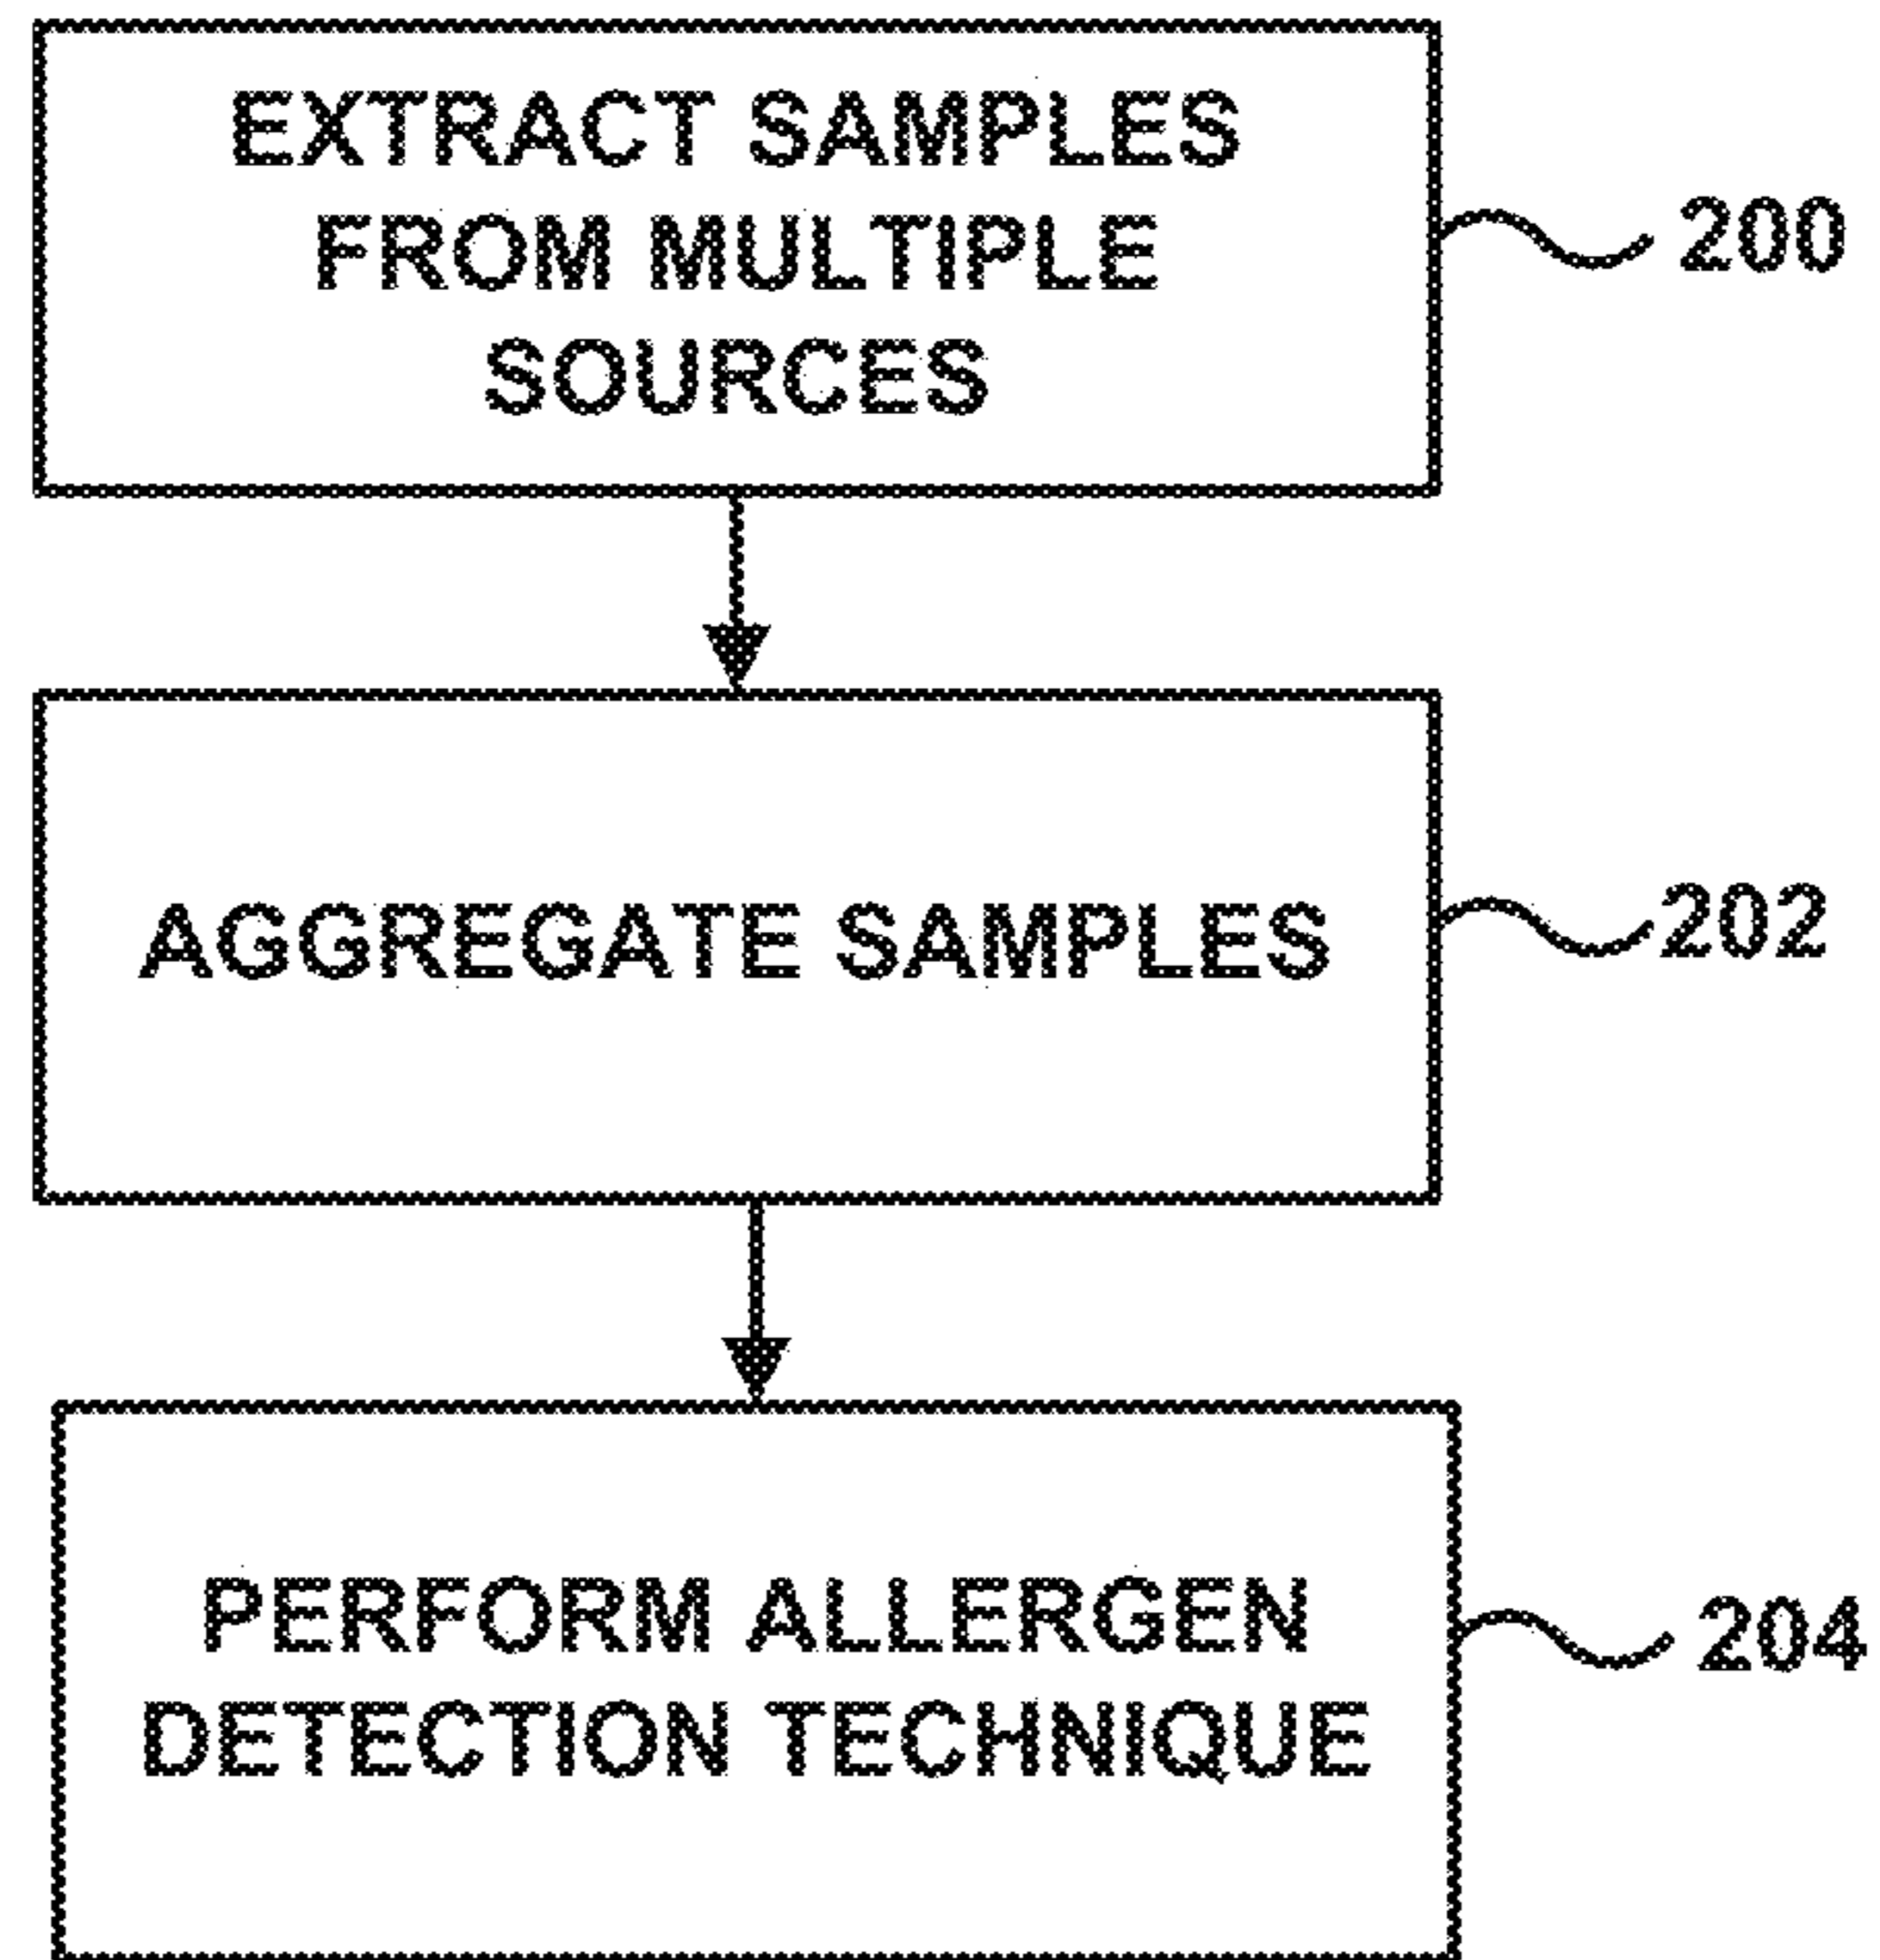 EXTRACT SAMPLES
FROM MULTIPLE
SOURCES
200
AGGREGATE SAMPLES
202
PERFORM ALLERGEN
DETECTION TECHNIQUE
204